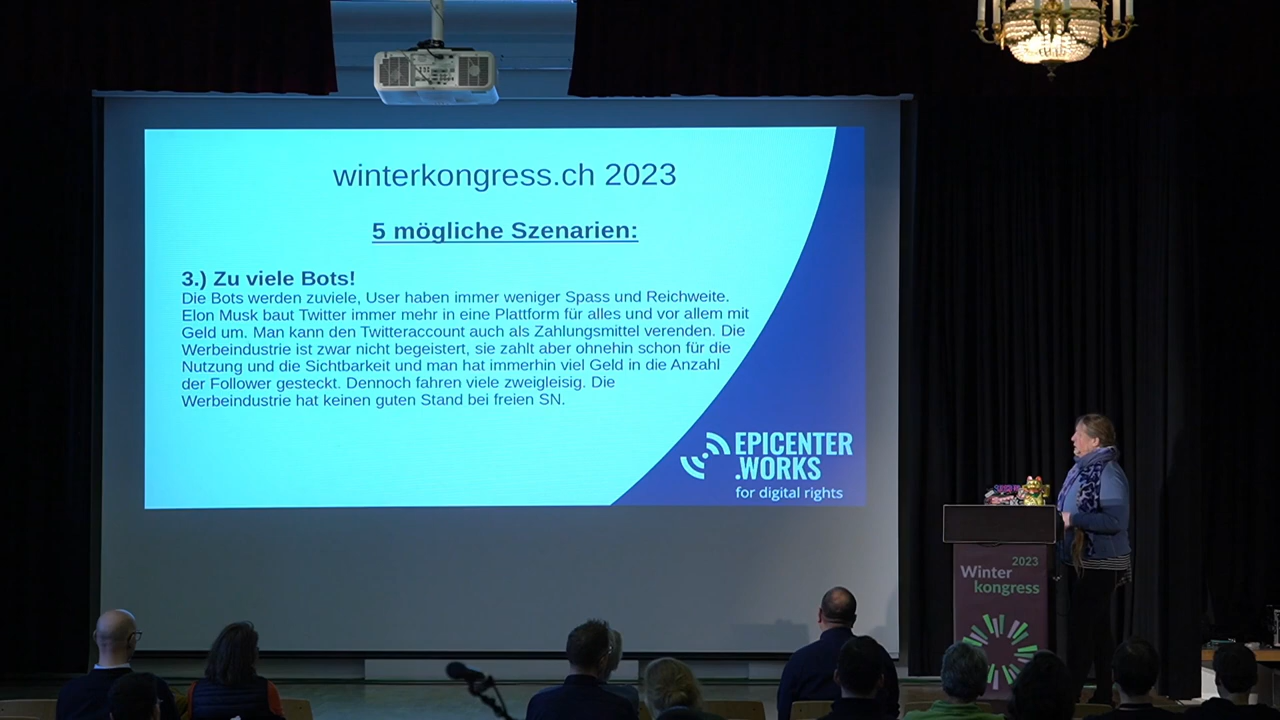 winterkongress.ch 2023
5 mögliche Szenarien:
3.) Zu viele Bots!
Die Bots werden zuviele, User haben immer weniger Spass und Reichweite.
Elon Musk baut Twitter immer mehr in eine Plattform für alles und vor allem mit
Geld um. Man kann den Twitteraccount auch als Zahlungsmittel verenden. Die
Werbeindustrie ist zwar nicht begeistert, sie zahlt aber ohnehin schon für die
Nutzung und die Sichtbarkeit und man hat immerhin viel Geld in die Anzahl
der Follower gesteckt. Dennoch fahren viele zweigleisig. Die
Werbeindustrie hat keinen guten Stand bei freien SN.
EPICENTER
.WORKS
for digital rights
2023
Winter
kongress